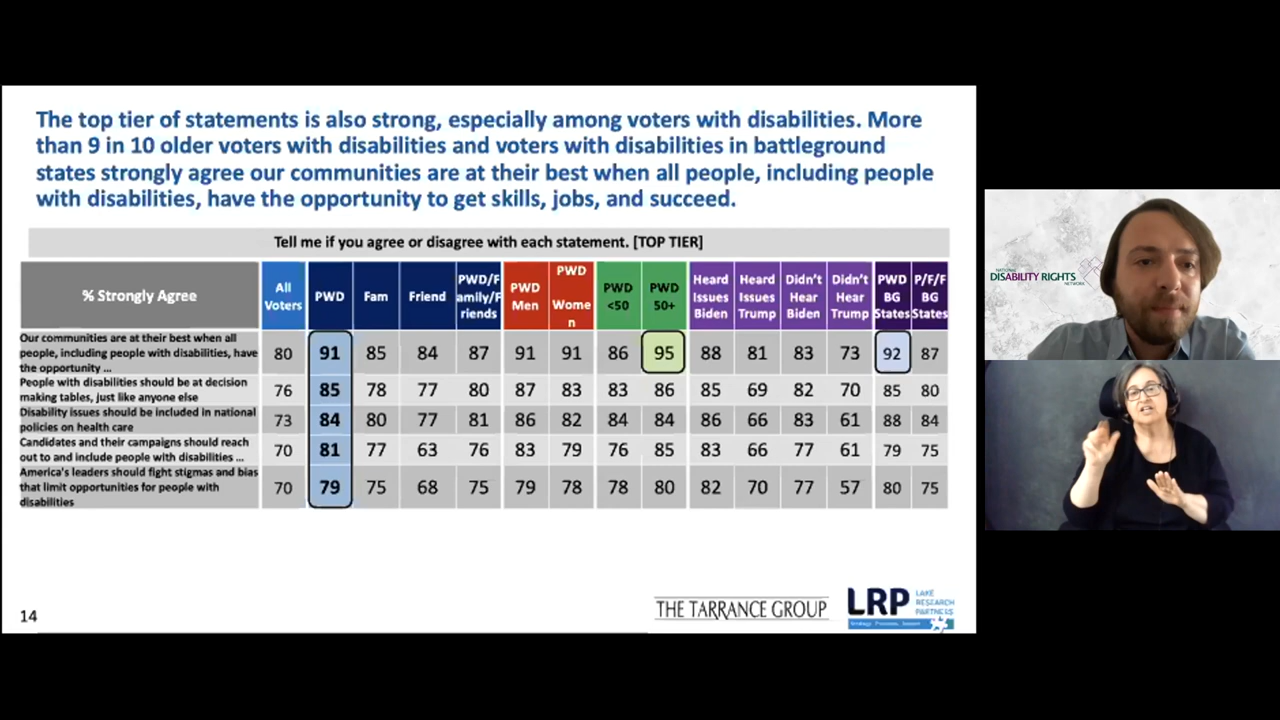 The top tier of statements is also strong, especially among voters with disabilities. More
than 9 in 10 older voters with disabilities and voters with disabilities in battleground
states strongly agree our communities are at their best when all people, including people
with disabilities, have the opportunity to get skills, jobs, and succeed.
Tell me if you agree or disagree with each statement. [TOP TIER]
% Strongly Agree
All
Voters
PWD
Fam
Friend
PWD/F
amily/F
riends
PWD
Men
PWD
Wome
n
PWD
<50
PWD
50+
Heard
Issues
Biden
Heard
Issues
Trump
Didn't
Hear
Biden
Didn't
Hear
Trump
PWD
BG
States
P/F/F
BG
States
Our communities are at their best when all
people, including people with disabilities, have
the opportunity ...
80 91 85 84 87 91 91 86 95 88 81 83 73 92 87
People with disabilities should be at decision
making tables, just like anyone else
76 85 78 77 80 87 83 83 86 85 69 82 70 85 80
Disability issues should be included in national
policies on health care
73 84 80 77 81 86 82 84 84 86 66 83 61 88 84
Candidates and their campaigns should reach
out to and include people with disabilities ...
70 81 77 63 76 83 79 76 85 83 66 77 61 79 75
America's leaders should fight stigmas and bias
that limit opportunities for people with
disabilities
70 79 75 68 75 79 78 78 80 82 70 77 57 80 75
14
THE TARRANCE GROUP
LRP
LAKE
RESEARCH
PARTNERS
Strategy. Precision. Impact.
NATIONAL
DISABILITY RIGHTS
NETWORK